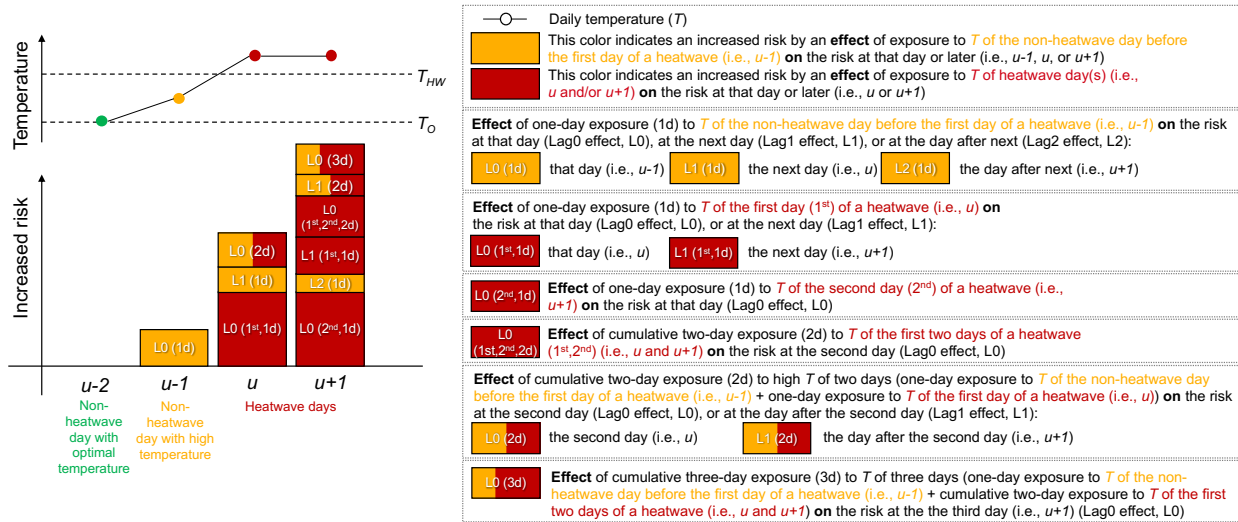 Temperature
T_HW
T_O
Increased risk
L0 (3d)
L1 (2d)
L0
(1st,2nd,2d)
L0 (2d)
L1 (1st,1d)
L1 (1d)
L2 (1d)
L0 (1d)
L0 (1st,1d)
L0 (2nd,1d)
u-2
u-1
u
u+1
Non-
heatwave
day with
optimal
temperature
Non-
heatwave
day with high
temperature
Heatwave days
Daily temperature (T)
This color indicates an increased risk by an effect of exposure to T of the non-heatwave day before
the first day of a heatwave (i.e., u-1) on the risk at that day or later (i.e., u-1, u, or u+1)
This color indicates an increased risk by an effect of exposure to T of heatwave day(s) (i.e.,
u and/or u+1) on the risk at that day or later (i.e., u or u+1)
Effect of one-day exposure (1d) to T of the non-heatwave day before the first day of a heatwave (i.e., u-1) on the risk
at that day (Lag0 effect, L0), at the next day (Lag1 effect, L1), or at the day after next (Lag2 effect, L2):
L0 (1d) that day (i.e., u-1) L1 (1d) the next day (i.e., u) L2 (1d) the day after next (i.e., u+1)
Effect of one-day exposure (1d) to T of the first day (1st) of a heatwave (i.e., u) on
the risk at that day (Lag0 effect, L0), or at the next day (Lag1 effect, L1):
L0 (1st,1d) that day (i.e., u) L1 (1st,1d) the next day (i.e., u+1)
L0 (2nd,1d)
Effect of one-day exposure (1d) to T of the second day (2nd) of a heatwave (i.e.,
u+1) on the risk at that day (Lag0 effect, L0)
L0
(1st,2nd,2d)
Effect of cumulative two-day exposure (2d) to T of the first two days of a heatwave
(1st,2nd) (i.e., u and u+1) on the risk at the second day (Lag0 effect, L0)
Effect of cumulative two-day exposure (2d) to high T of two days (one-day exposure to T of the non-heatwave day
before the first day of a heatwave (i.e., u-1) + one-day exposure to T of the first day of a heatwave (i.e., u)) on the risk
at the second day (Lag0 effect, L0), or at the day after the second day (Lag1 effect, L1):
L0 (2d) the second day (i.e., u) L1 (2d) the day after the second day (i.e., u+1)
L0 (3d)
Effect of cumulative three-day exposure (3d) to T of three days (one-day exposure to T of the non-
heatwave day before the first day of a heatwave (i.e., u-1) + cumulative two-day exposure to T of the first
two days of a heatwave (i.e., u and u+1) on the risk at the the third day (i.e., u+1) (Lag0 effect, L0)